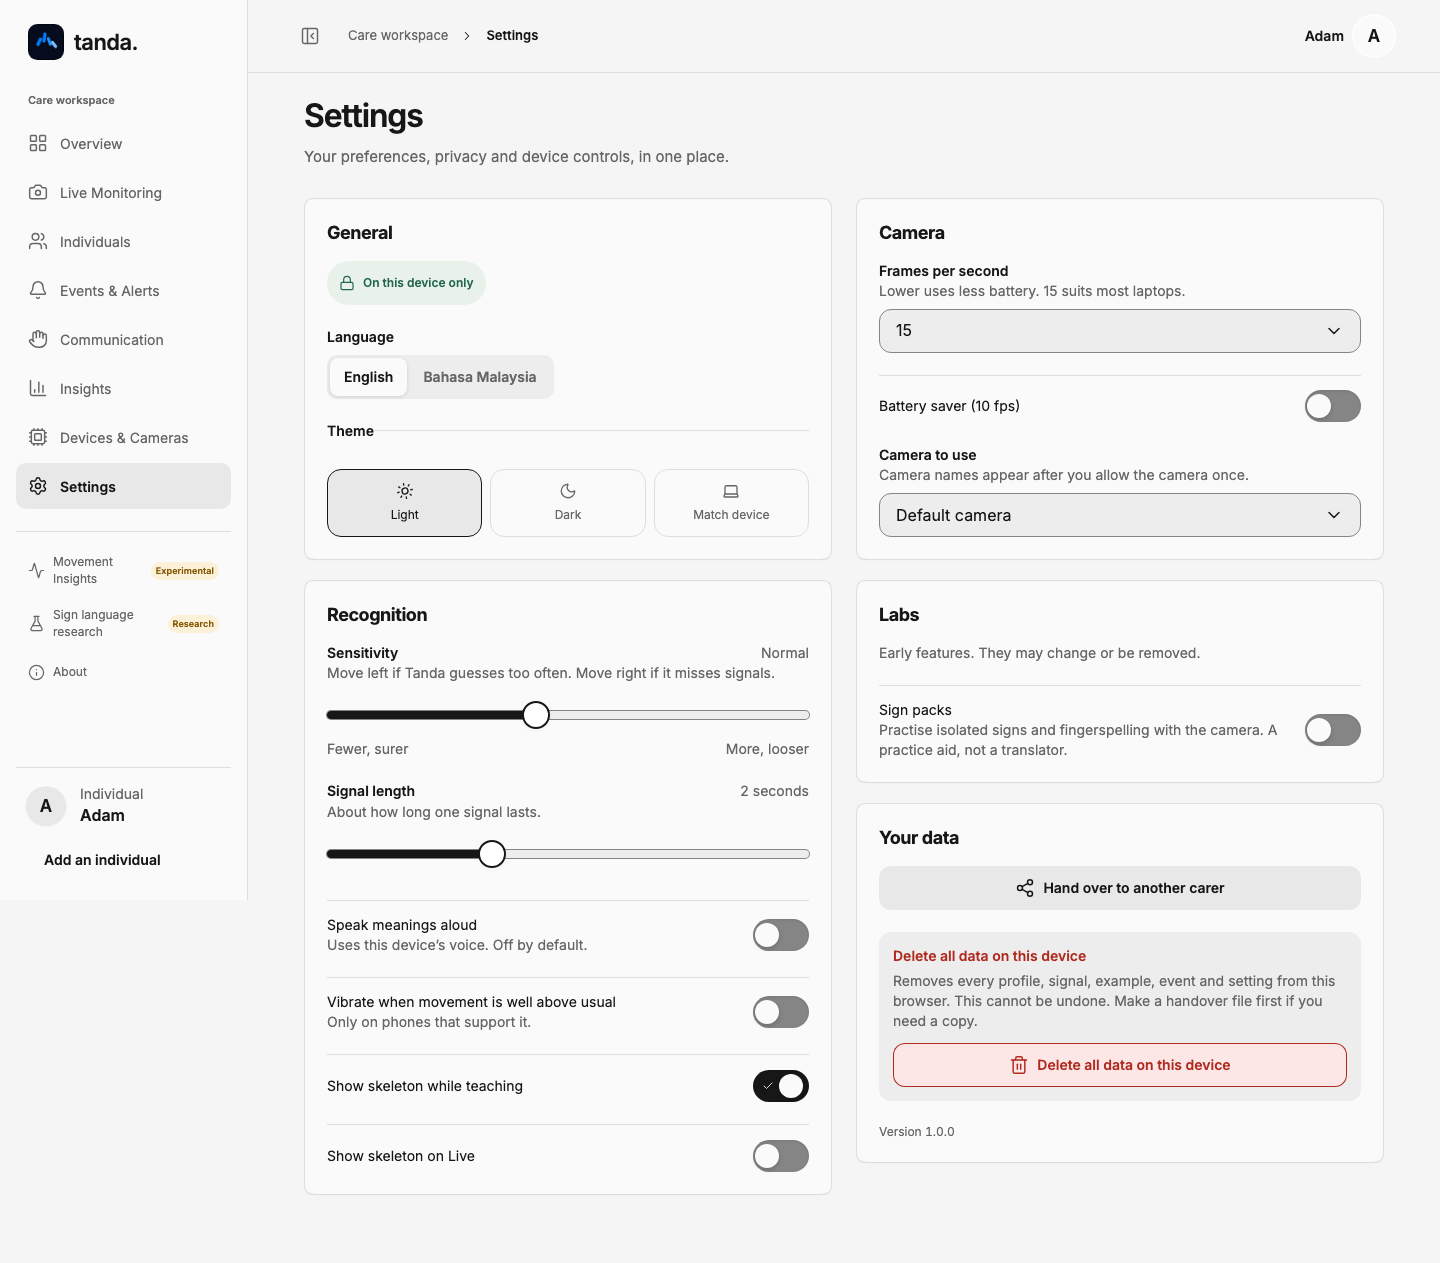 tanda.
Care workspace
Overview
Live Monitoring
Individuals
Events & Alerts
Communication
Insights
Devices & Cameras
Settings
Movement
Insights
Experimental
Sign language
research
Research
About
A
Individual
Adam
Add an individual
Care workspace
Settings
Adam
A
Settings
Your preferences, privacy and device controls, in one place.
General
On this device only
Language
English
Bahasa Malaysia
Theme
Light
Dark
Match device
Recognition
Sensitivity
Normal
Move left if Tanda guesses too often. Move right if it misses signals.
Fewer, surer
More, looser
Signal length
2 seconds
About how long one signal lasts.
Speak meanings aloud
Uses this device’s voice. Off by default.
Vibrate when movement is well above usual
Only on phones that support it.
Show skeleton while teaching
Show skeleton on Live
Camera
Frames per second
Lower uses less battery. 15 suits most laptops.
15
Battery saver (10 fps)
Camera to use
Camera names appear after you allow the camera once.
Default camera
Labs
Early features. They may change or be removed.
Sign packs
Practise isolated signs and fingerspelling with the camera. A
practice aid, not a translator.
Your data
Hand over to another carer
Delete all data on this device
Removes every profile, signal, example, event and setting from this
browser. This cannot be undone. Make a handover file first if you
need a copy.
Delete all data on this device
Version 1.0.0